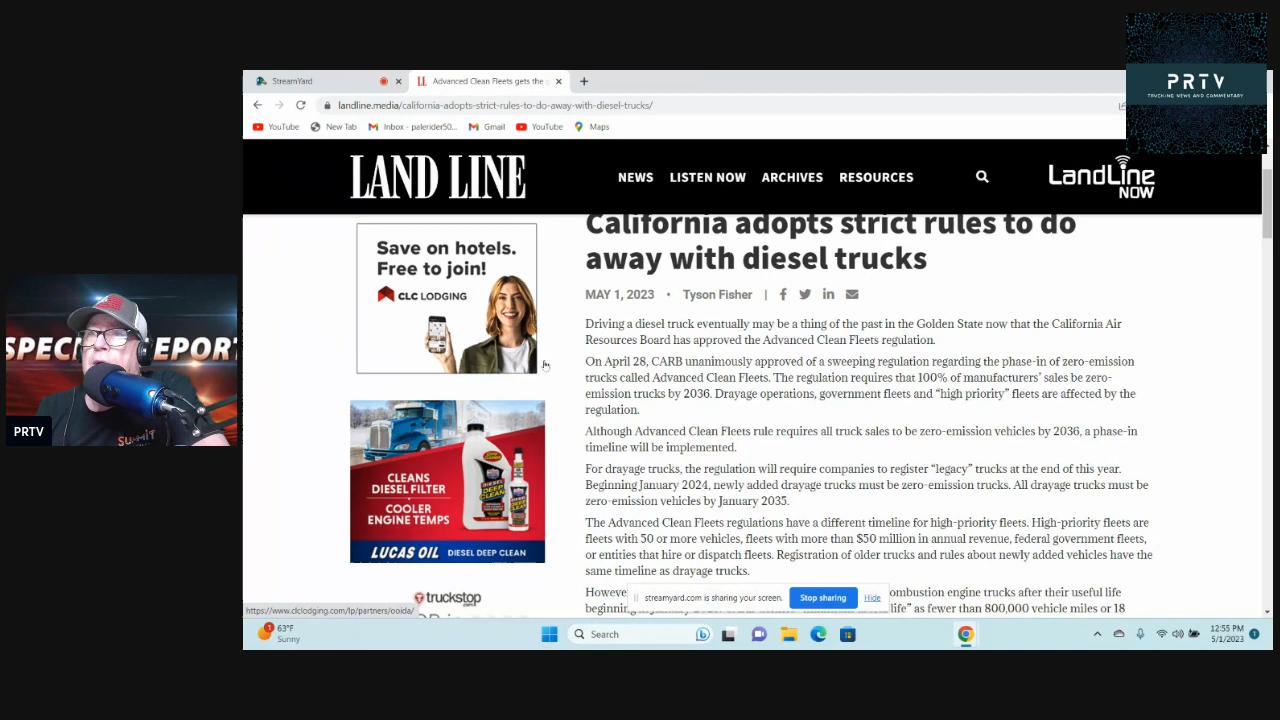 PRTV
TRUCKING NEWS AND COMMENTARY
StreamYard
Advanced Clean Fleets gets the
landline.media/california-adopts-strict-rules-to-do-away-with-diesel-trucks/
YouTube
New Tab
Inbox - palerider50...
Gmail
YouTube
Maps
LAND LINE
NEWS
LISTEN NOW
ARCHIVES
RESOURCES
LandLine
NOW
Save on hotels.
Free to join!
CLC LODGING
CLEANS
DIESEL FILTER
COOLER
ENGINE TEMPS
LUCAS OIL DIESEL DEEP CLEAN
truckstop
California adopts strict rules to do
away with diesel trucks
MAY 1, 2023 • Tyson Fisher |
Driving a diesel truck eventually may be a thing of the past in the Golden State now that the California Air
Resources Board has approved the Advanced Clean Fleets regulation.
On April 28, CARB unanimously approved of a sweeping regulation regarding the phase-in of zero-emission
trucks called Advanced Clean Fleets. The regulation requires that 100% of manufacturers’ sales be zero-
emission trucks by 2036. Drayage operations, government fleets and “high priority” fleets are affected by the
regulation.
Although Advanced Clean Fleets rule requires all truck sales to be zero-emission vehicles by 2036, a phase-in
timeline will be implemented.
For drayage trucks, the regulation will require companies to register “legacy” trucks at the end of this year.
Beginning January 2024, newly added drayage trucks must be zero-emission trucks. All drayage trucks must be
zero-emission vehicles by January 2035.
The Advanced Clean Fleets regulations have a different timeline for high-priority fleets. High-priority fleets are
fleets with 50 or more vehicles, fleets with more than $50 million in annual revenue, federal government fleets,
or entities that hire or dispatch fleets. Registration of older trucks and rules about newly added vehicles have the
same timeline as drayage trucks.
Howeve
ombustion engine trucks after their useful life
beginn
life” as fewer than 800,000 vehicle miles or 18
streamyard.com is sharing your screen.
Stop sharing
Hide
https://www.clclodging.com/lp/partners/ooida/
SPECI
EPORT
SUMMIT
PRTV
1
63°F
Sunny
Search
12:55 PM
5/1/2023
1